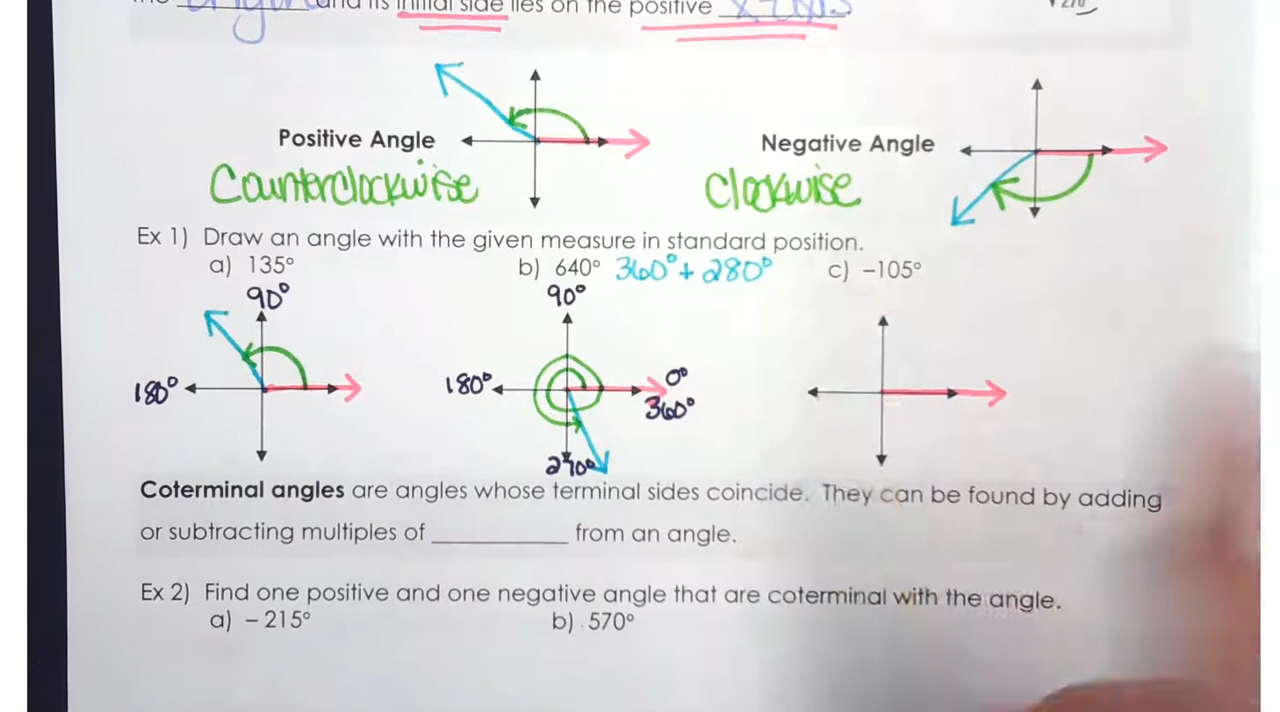 and its initial side lies on the positive x-axis.
Positive Angle
Counterclockwise
Negative Angle
Clockwise
Ex 1) Draw an angle with the given measure in standard position.
a) 135° b) 640° 360° + 280° c) −105°
90° 90°
180° 180° 0°
360°
270°
Coterminal angles are angles whose terminal sides coincide. They can be found by adding
or subtracting multiples of __________ from an angle.
Ex 2) Find one positive and one negative angle that are coterminal with the angle.
a) − 215° b) 570°